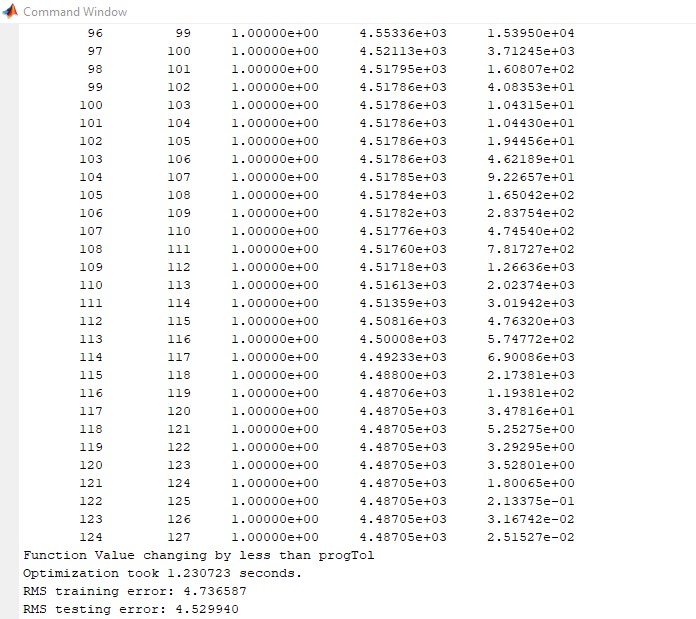 Command Window
96 99 1.00000e+00 4.55336e+03 1.53950e+04
97 100 1.00000e+00 4.52113e+03 3.71245e+03
98 101 1.00000e+00 4.51795e+03 1.60807e+02
99 102 1.00000e+00 4.51786e+03 4.08353e+01
100 103 1.00000e+00 4.51786e+03 1.04315e+01
101 104 1.00000e+00 4.51786e+03 1.04430e+01
102 105 1.00000e+00 4.51786e+03 1.94456e+01
103 106 1.00000e+00 4.51786e+03 4.62189e+01
104 107 1.00000e+00 4.51785e+03 9.22657e+01
105 108 1.00000e+00 4.51784e+03 1.65042e+02
106 109 1.00000e+00 4.51782e+03 2.83754e+02
107 110 1.00000e+00 4.51776e+03 4.74540e+02
108 111 1.00000e+00 4.51760e+03 7.81727e+02
109 112 1.00000e+00 4.51718e+03 1.26636e+03
110 113 1.00000e+00 4.51613e+03 2.02374e+03
111 114 1.00000e+00 4.51359e+03 3.01942e+03
112 115 1.00000e+00 4.50816e+03 4.76320e+03
113 116 1.00000e+00 4.50008e+03 5.74772e+02
114 117 1.00000e+00 4.49233e+03 6.90086e+03
115 118 1.00000e+00 4.48800e+03 2.17381e+03
116 119 1.00000e+00 4.48706e+03 1.19381e+02
117 120 1.00000e+00 4.48705e+03 3.47816e+01
118 121 1.00000e+00 4.48705e+03 5.25275e+00
119 122 1.00000e+00 4.48705e+03 3.29295e+00
120 123 1.00000e+00 4.48705e+03 3.52801e+00
121 124 1.00000e+00 4.48705e+03 1.80065e+00
122 125 1.00000e+00 4.48705e+03 2.13375e-01
123 126 1.00000e+00 4.48705e+03 3.16742e-02
124 127 1.00000e+00 4.48705e+03 2.51527e-02
Function Value changing by less than progTol
Optimization took 1.230723 seconds.
RMS training error: 4.736587
RMS testing error: 4.529940